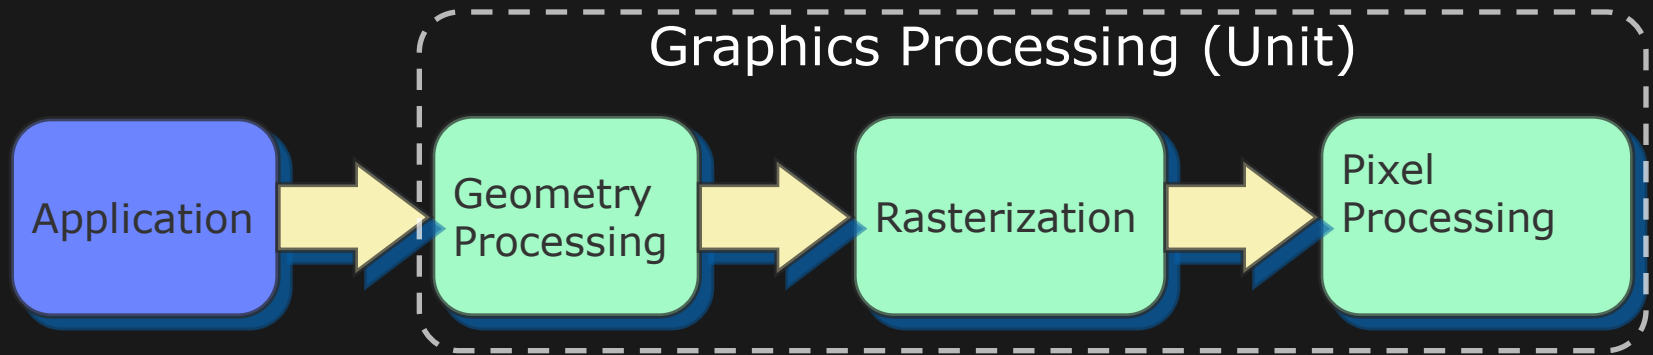 Graphics Processing (Unit)
Application
Geometry
Processing
Rasterization
Pixel
Processing